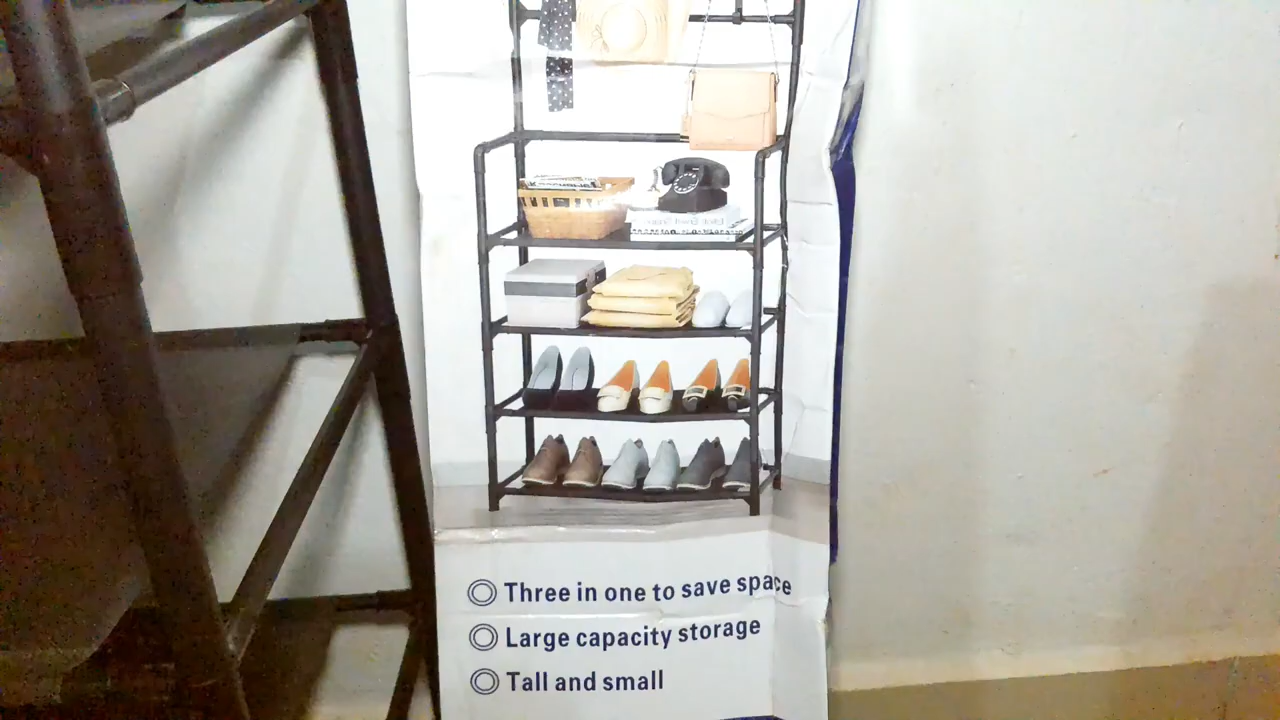 Three in one to save space
Large capacity storage
Tall and small